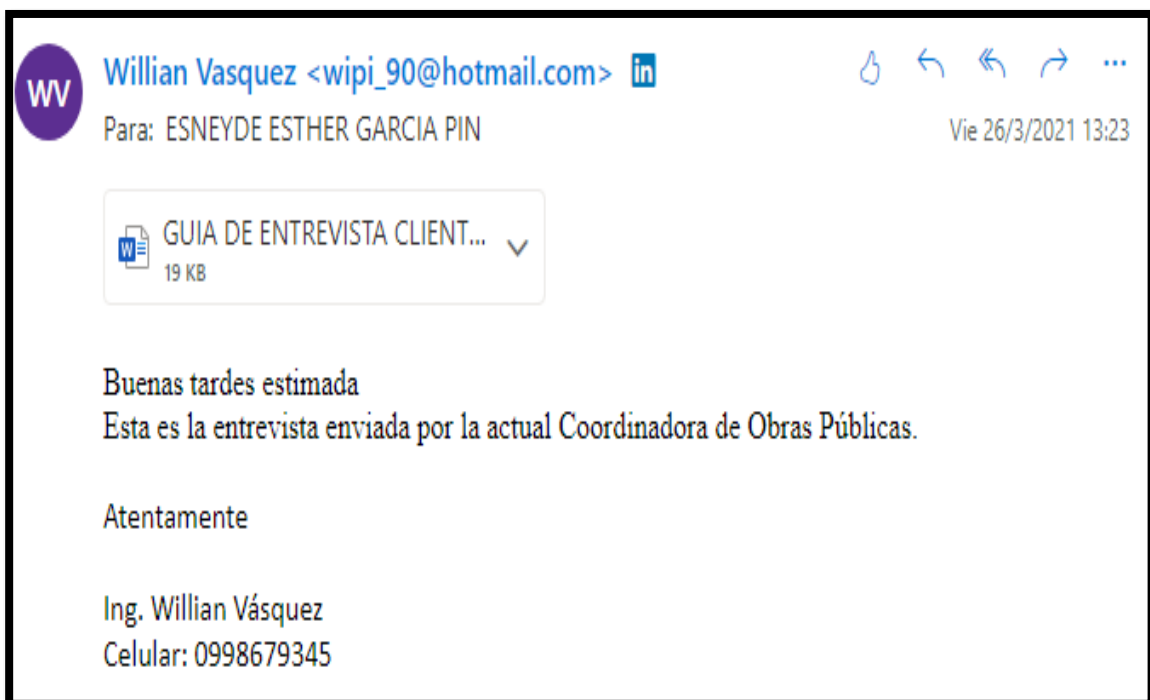 WV
Willian Vasquez <wipi_90@hotmail.com> in
Para: ESNEYDE ESTHER GARCIA PIN
Vie 26/3/2021 13:23
W
GUIA DE ENTREVISTA CLIENT...
19 KB
Buenas tardes estimada
Esta es la entrevista enviada por la actual Coordinadora de Obras Públicas.
Atentamente
Ing. Willian Vásquez
Celular: 0998679345